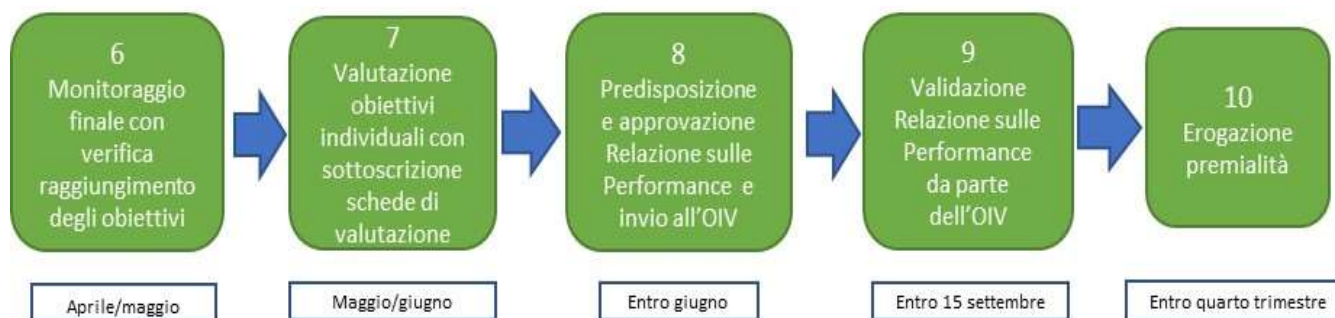 6
Monitoraggio
finale con
verifica
raggiungimento
degli obiettivi
7
Valutazione
obiettivi
individuali con
sottoscrizione
schede di
valutazione
8
Predisposizione
e approvazione
Relazione sulle
Performance e
invio all'OIV
9
Validazione
Relazione sulle
Performance
da parte
dell'OIV
10
Erogazione
premialità
Aprile/maggio
Maggio/giugno
Entro giugno
Entro 15 settembre
Entro quarto trimestre